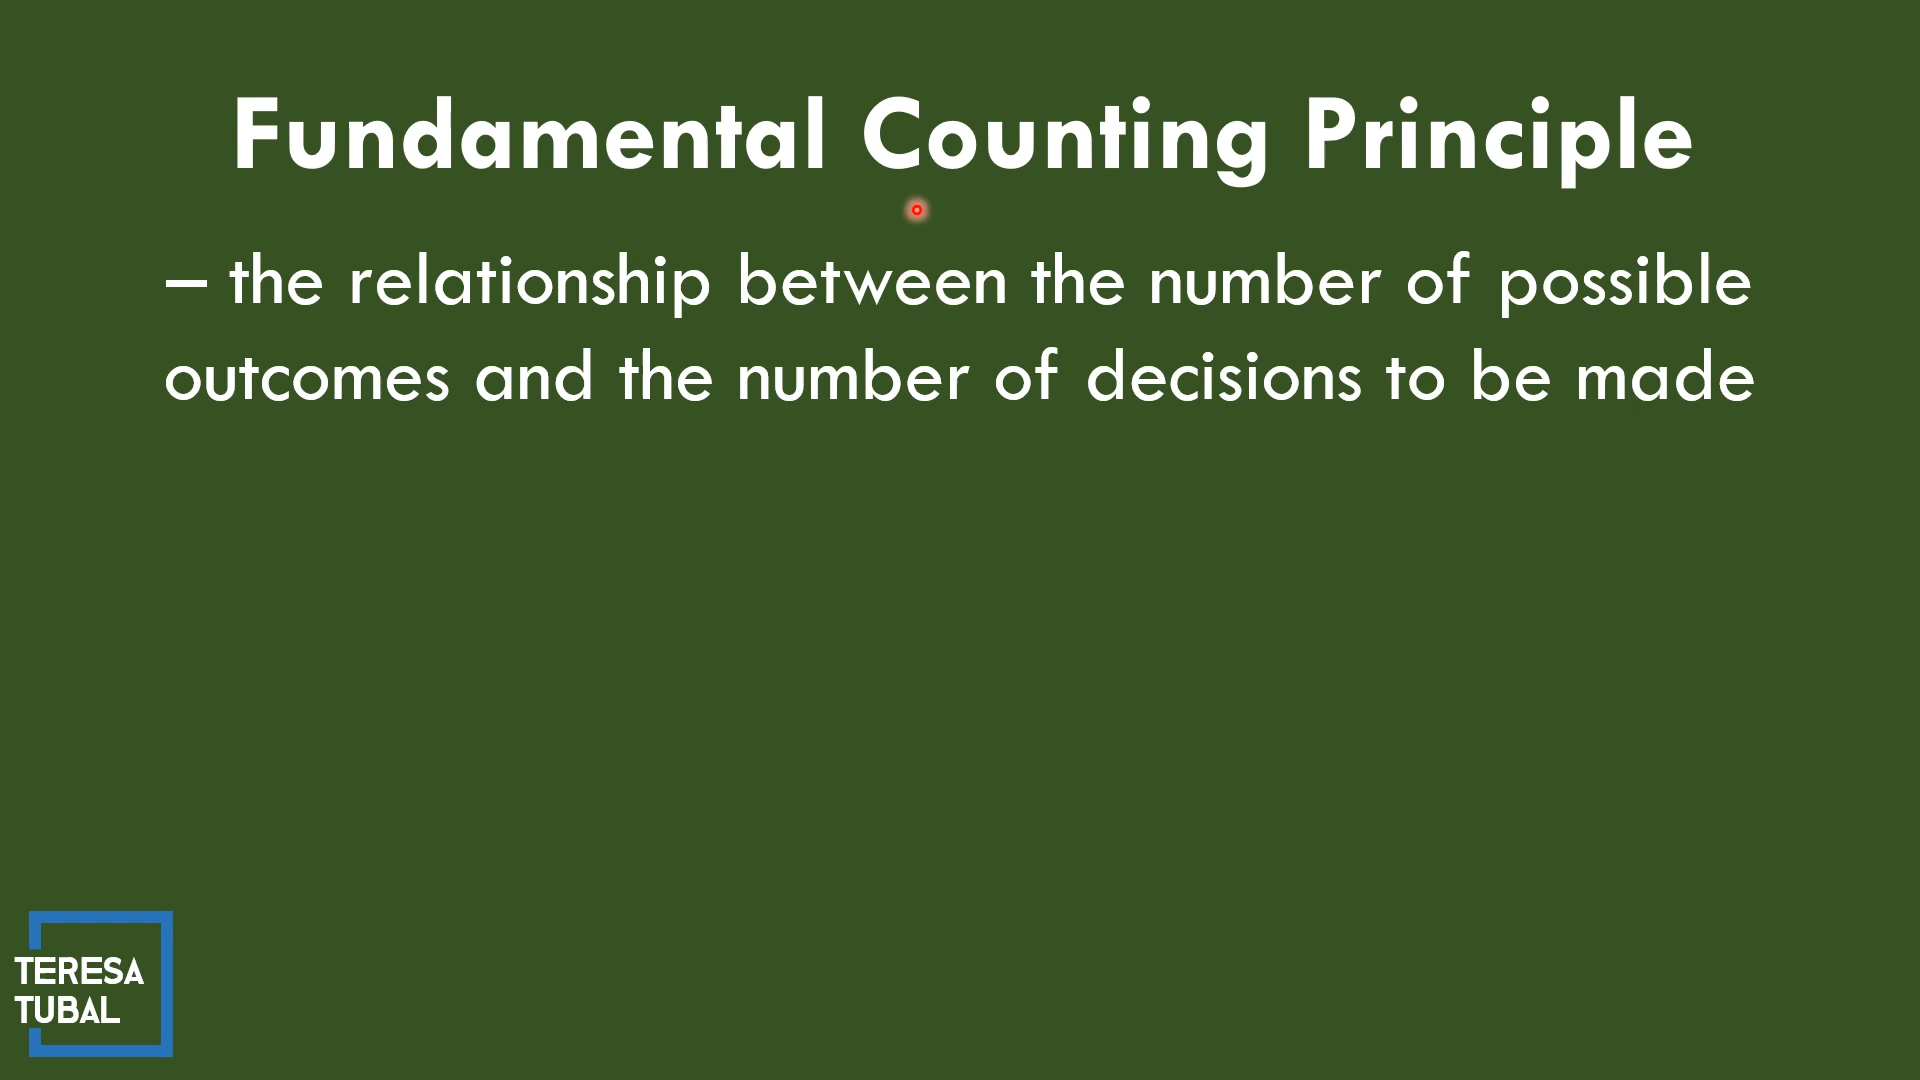 Fundamental Counting Principle
– the relationship between the number of possible
outcomes and the number of decisions to be made
TERESA
TUBAL